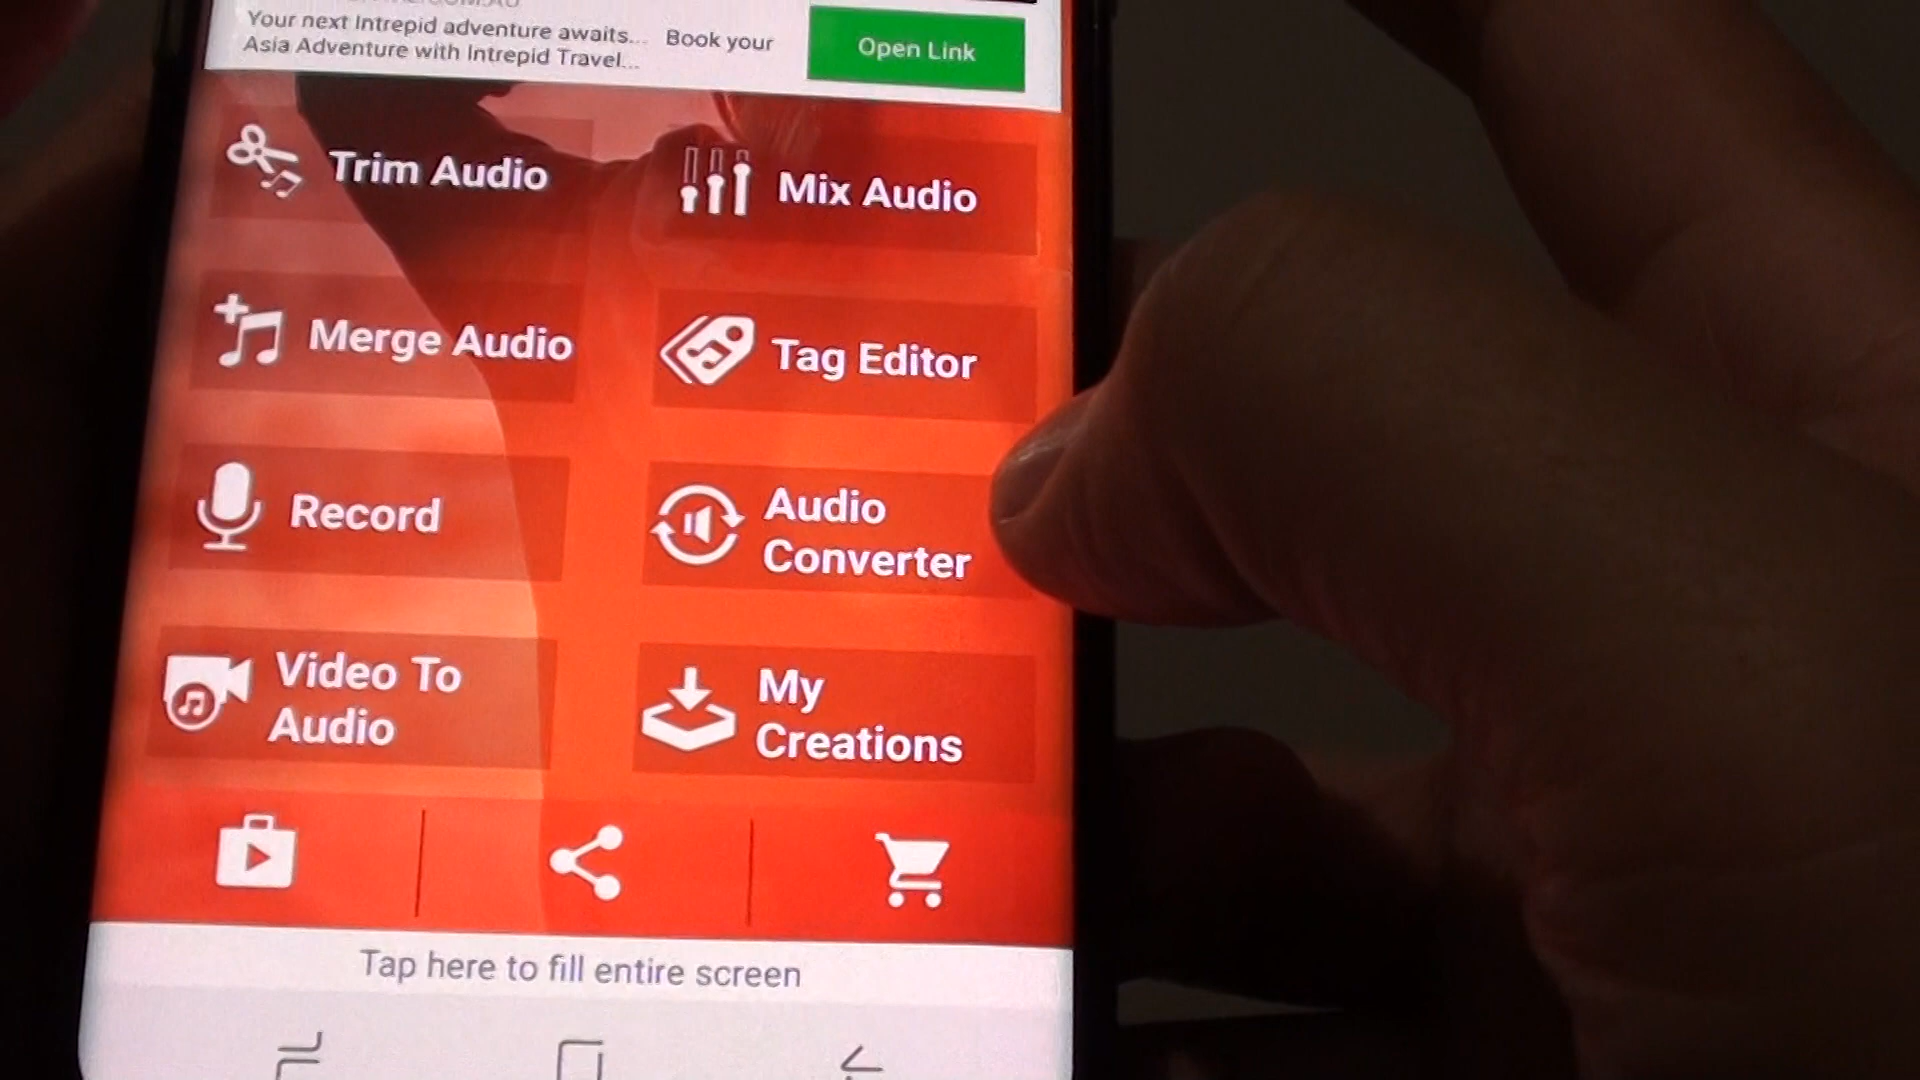 Your next Intrepid adventure awaits... Book your
Asia Adventure with Intrepid Travel...
Open Link
Trim Audio
Mix Audio
Merge Audio
Tag Editor
Record
Audio
Converter
Video To
Audio
My
Creations
Tap here to fill entire screen